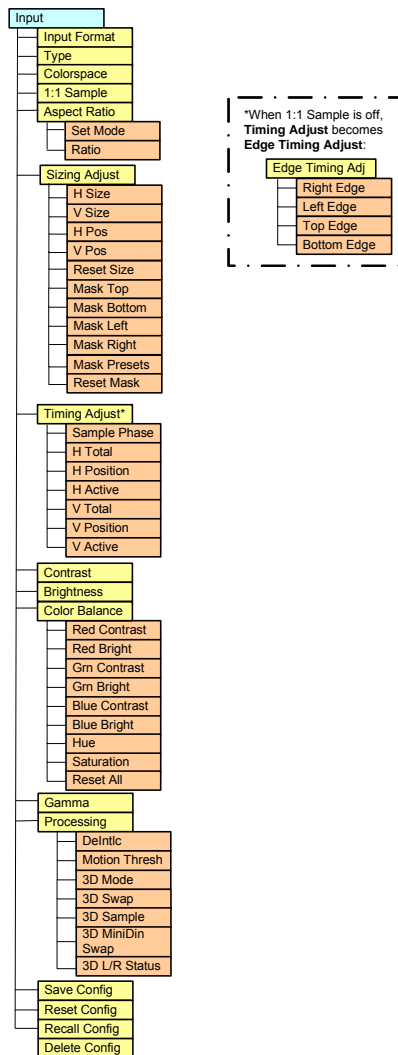 Input
Input Format
Type
Colorspace
1:1 Sample
Aspect Ratio
Set Mode
Ratio
Sizing Adjust
H Size
V Size
H Pos
V Pos
Reset Size
Mask Top
Mask Bottom
Mask Left
Mask Right
Mask Presets
Reset Mask
Timing Adjust*
Sample Phase
H Total
H Position
H Active
V Total
V Position
V Active
Contrast
Brightness
Color Balance
Red Contrast
Red Bright
Grn Contrast
Grn Bright
Blue Contrast
Blue Bright
Hue
Saturation
Reset All
Gamma
Processing
DeIntlc
Motion Thresh
3D Mode
3D Swap
3D Sample
3D MiniDin
Swap
3D L/R Status
Save Config
Reset Config
Recall Config
Delete Config
*When 1:1 Sample is off,
Timing Adjust becomes
Edge Timing Adjust:
Edge Timing Adj
Right Edge
Left Edge
Top Edge
Bottom Edge